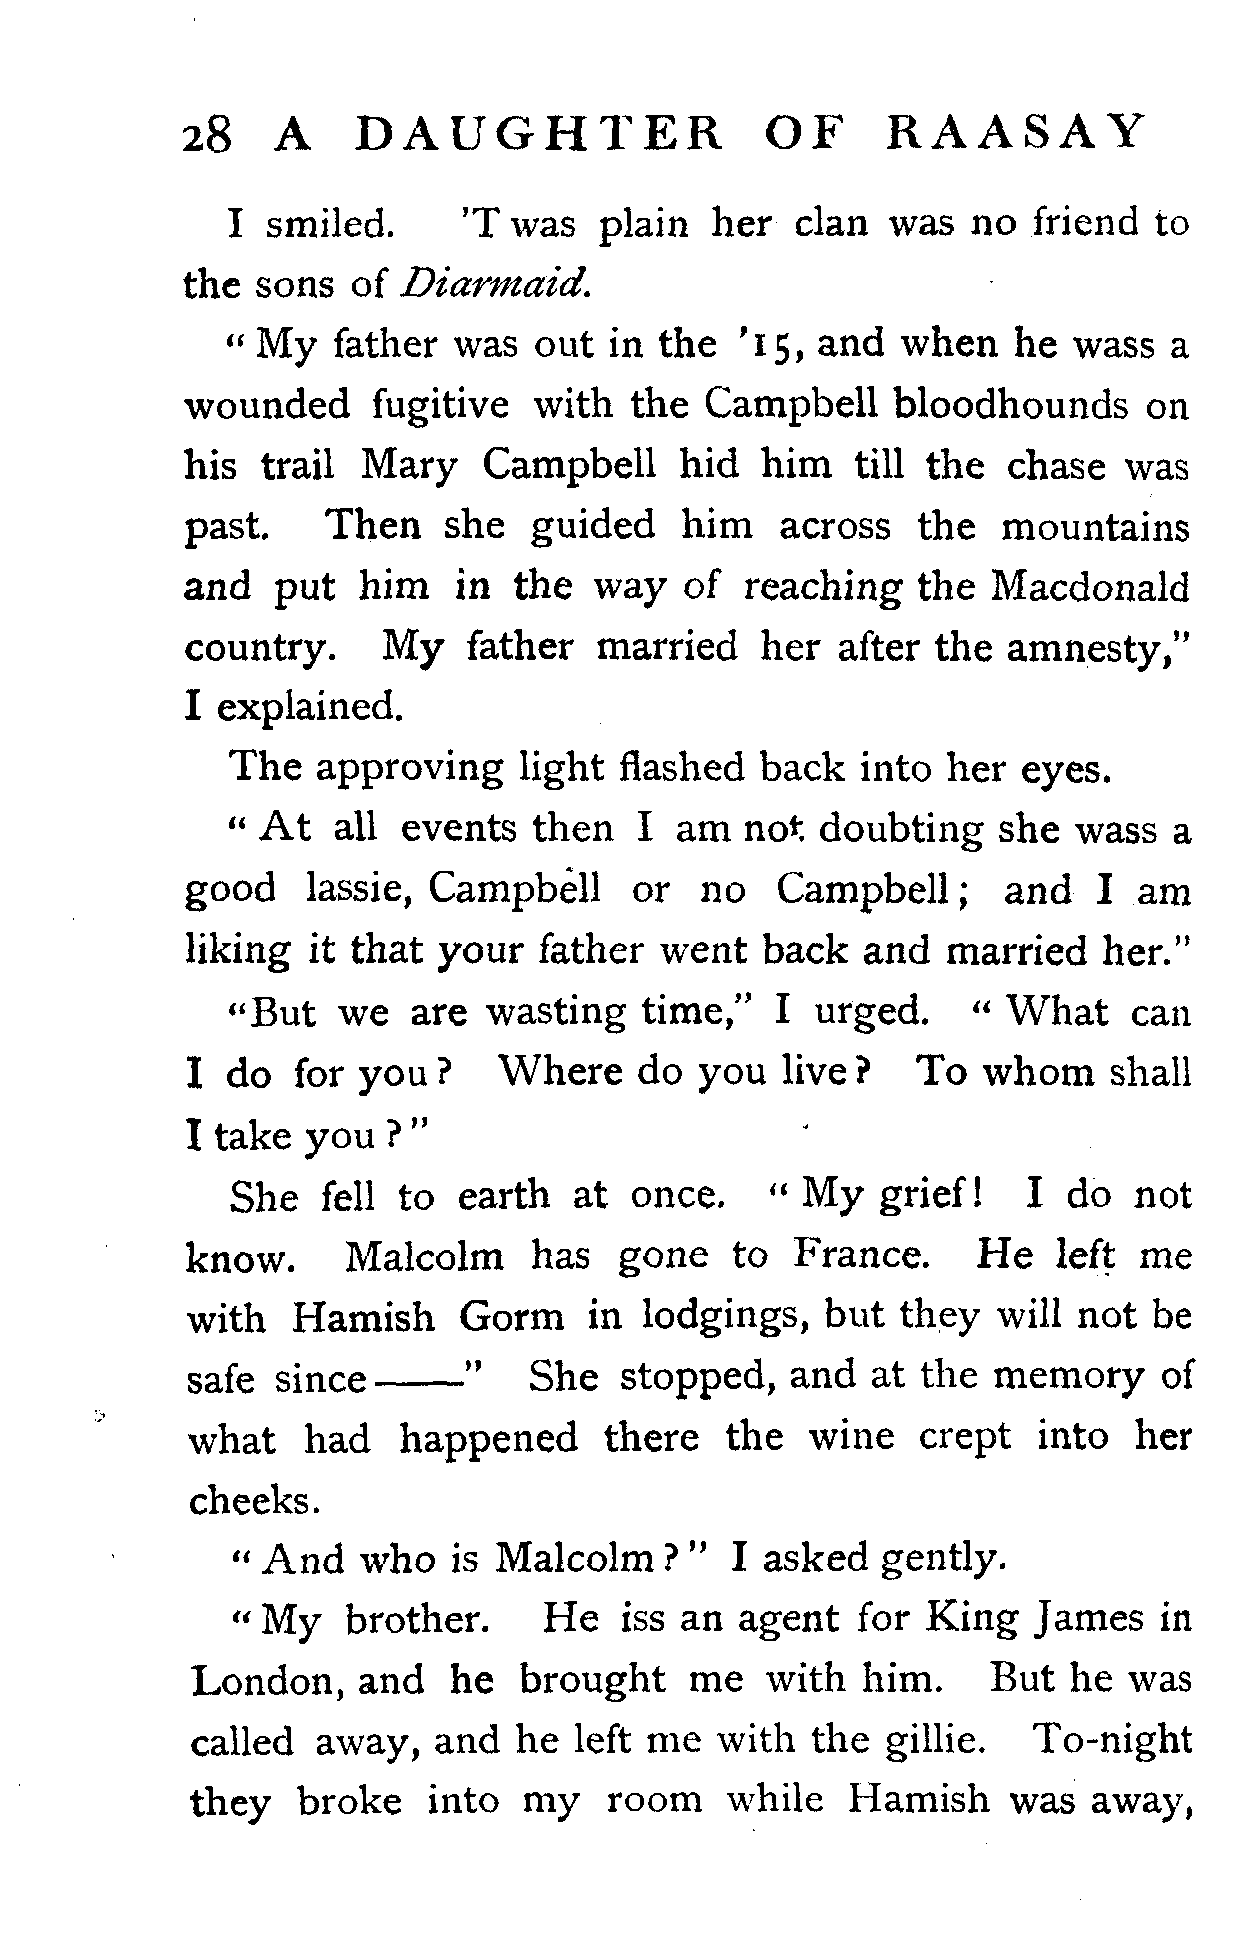 28 A DAUGHTER OF RAASAY
I smiled. 'T was plain her clan was no friend to
the sons of Diarmaid.
" My father was out in the '15, and when he wass a
wounded fugitive with the Campbell bloodhounds on
his trail Mary Campbell hid him till the chase was
past. Then she guided him across the mountains
and put him in the way of reaching the Macdonald
country. My father married her after the amnesty,"
I explained.
The approving light flashed back into her eyes.
" At all events then I am not doubting she wass a
good lassie, Campbell or no Campbell ; and I am
liking it that your father went back and married her."
"But we are wasting time," I urged. " What can
I do for you ? Where do you live ? To whom shall
I take you ? "
She fell to earth at once. " My grief ! I do not
know. Malcolm has gone to France. He left me
with Hamish Gorm in lodgings, but they will not be
safe since ——" She stopped, and at the memory of
what had happened there the wine crept into her
cheeks.
" And who is Malcolm ? " I asked gently.
" My brother. He iss an agent for King James in
London, and he brought me with him. But he was
called away, and he left me with the gillie. To-night
they broke into my room while Hamish was away,